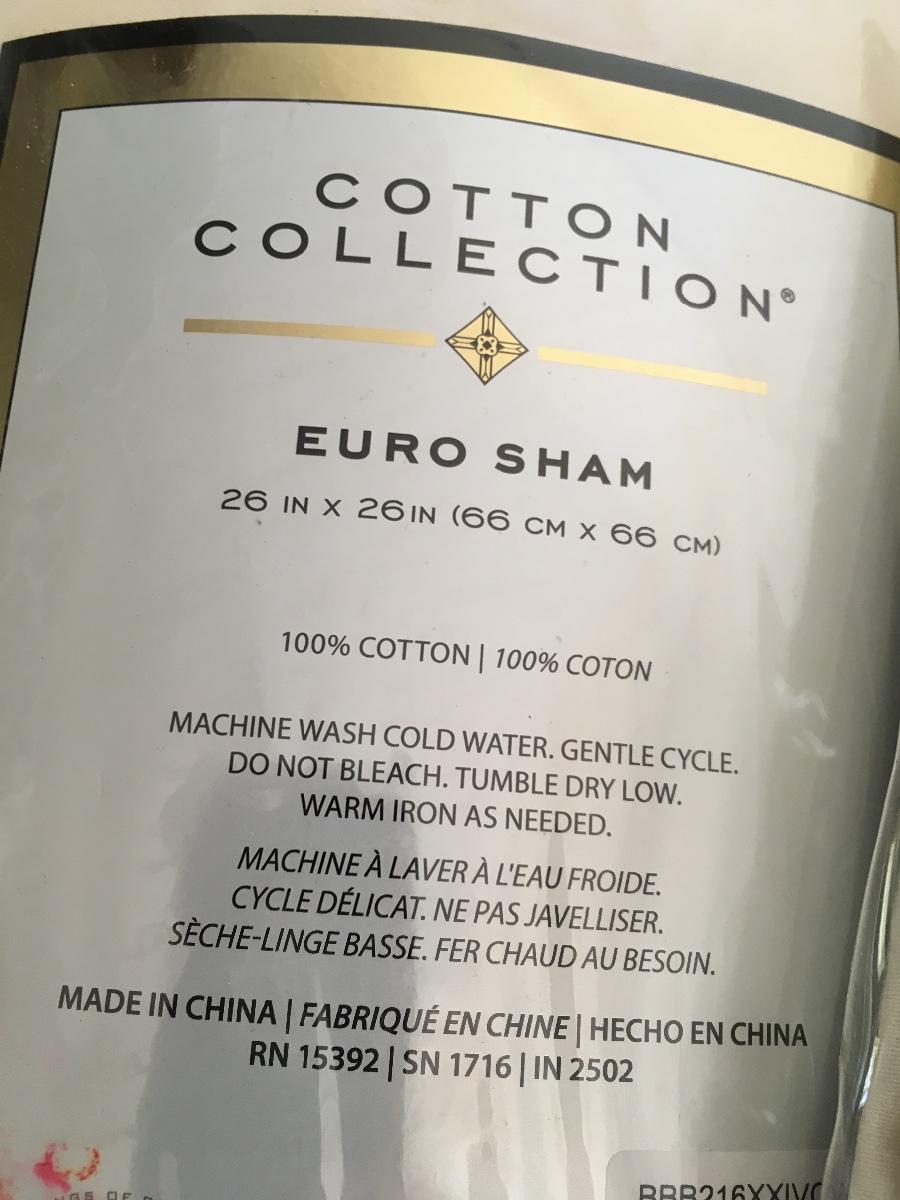 COTTON
COLLECTION®
EURO SHAM
26 IN X 26IN (66 CM X 66 CM)
100% COTTON | 100% COTON
MACHINE WASH COLD WATER. GENTLE CYCLE.
DO NOT BLEACH. TUMBLE DRY LOW.
WARM IRON AS NEEDED.
MACHINE À LAVER À L'EAU FROIDE.
CYCLE DÉLICAT. NE PAS JAVELLISER.
SÈCHE-LINGE BASSE. FER CHAUD AU BESOIN.
MADE IN CHINA | FABRIQUÉ EN CHINE | HECHO EN CHINA
RN 15392 | SN 1716 | IN 2502
OF